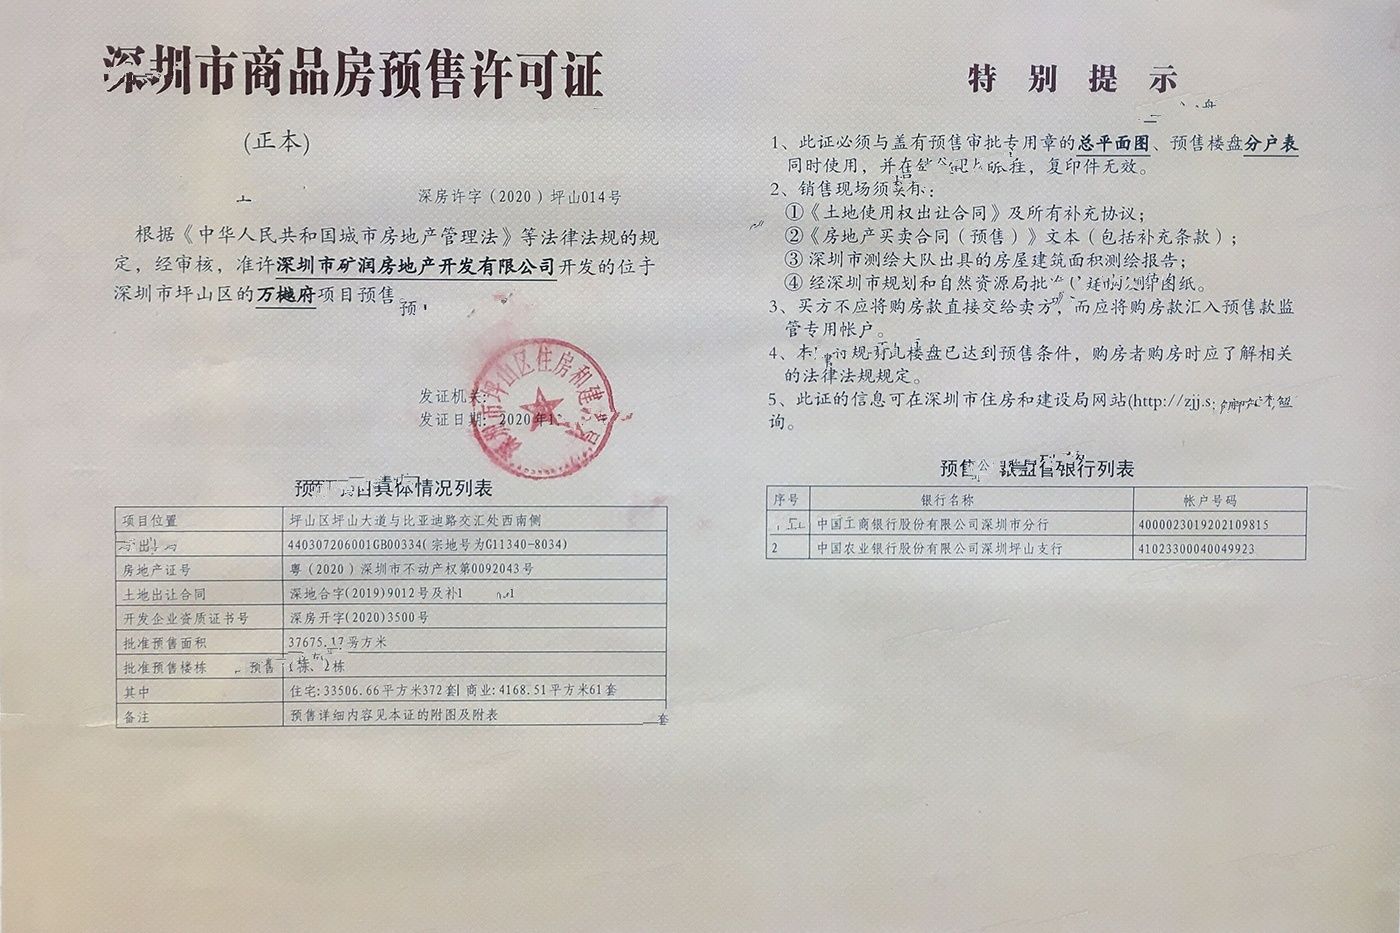 深圳市商品房预售许可证
(正本)
深房许字（2020）坪山014号
根据《中华人民共和国城市房地产管理法》等法律法规的规
定，经审核，准许深圳市矿润房地产开发有限公司开发的位于
深圳市坪山区的万樾府项目预售。
发证机关:
发证日期: 2020年
深圳市坪山区住房和建 局
预 情况列表
项目位置 坪山区坪山大道与比亚迪路交汇处西南侧
440307206001GB00334(宗地号为G11340-8034)
房地产证号 粤（2020）深圳市不动产权第0092043号
土地出让合同 深地合字(2019)9012号及补
开发企业资质证书号 深房开字(2020)3500号
批准预售面积 37675.17 方米
批准预售楼栋 栋、 栋
其中 住宅:33506.66平方米372套 商业:4168.51平方米61套
备注 预售详细内容见本证的附图及附表
特别提示
1、此证必须与盖有预售审批专用章的总平面图、预售楼盘分户表
同时使用，并在 ，复印件无效。
2、销售现场须 ：
①《土地使用权出让合同》及所有补充协议；
②《房地产买卖合同（预售）》文本（包括补充条款）；
③深圳市测绘大队出具的房屋建筑面积测绘报告；
④经深圳市规划和自然资源局批 图纸。
3、买方不应将购房款直接交给卖方，而应将购房款汇入预售款监
管专用帐户。
4、本 楼盘已达到预售条件，购房者购房时应了解相关
的法律法规规定。
5、此证的信息可在深圳市住房和建设局网站(http://zjj.s
询。
预售 银行列表
序号 银行名称 帐户号码
中国工商银行股份有限公司深圳市分行 4000023019202109815
2 中国农业银行股份有限公司深圳坪山支行 41023300040049923